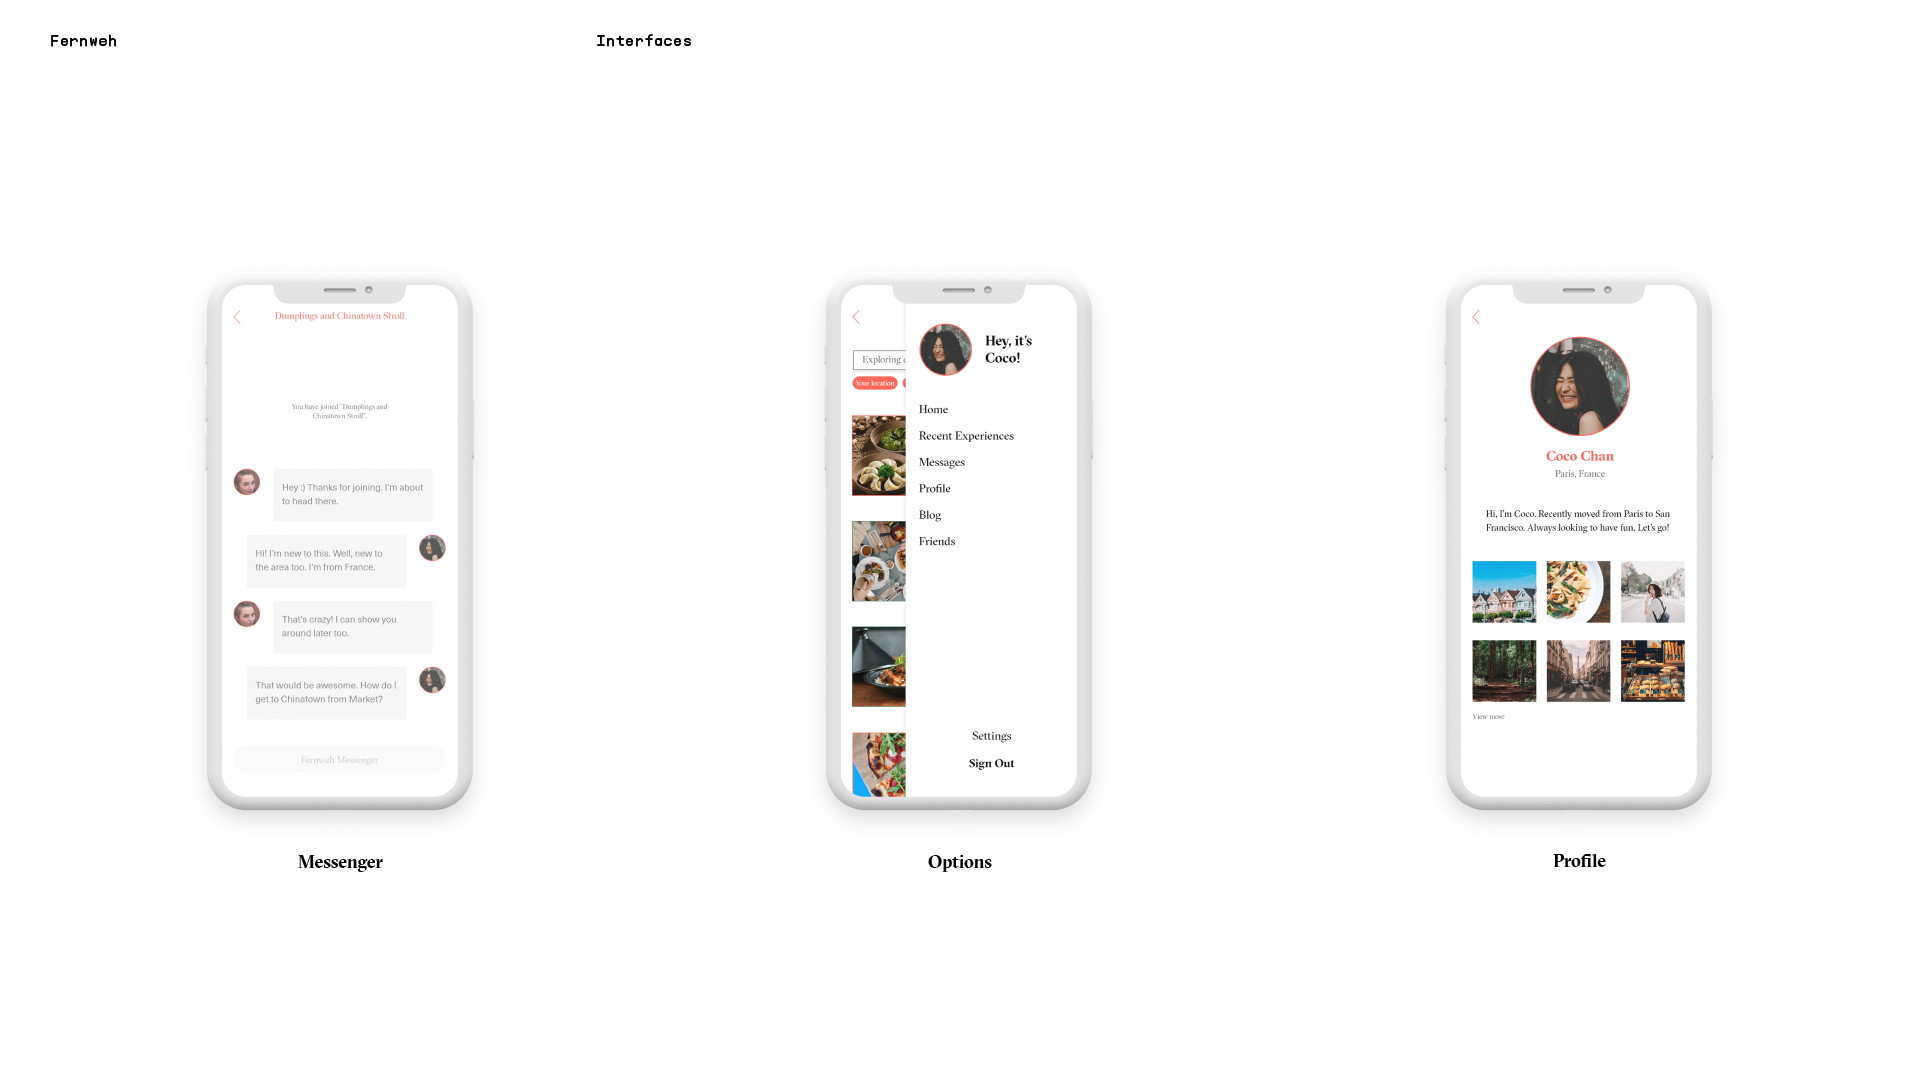 Fernweh
Interfaces
Dumplings and Chinatown Stroll
You have joined "Dumplings and
Chinatown Stroll".
Hey :) Thanks for joining. I'm about
to head there.
Hi! I'm new to this. Well, new to
the area too. I'm from France.
That's crazy! I can show you
around later too.
That would be awesome. How do I
get to Chinatown from Market?
Fernweh Messenger
Messenger
Exploring
Your location
Hey, it's
Coco!
Home
Recent Experiences
Messages
Profile
Blog
Friends
Settings
Sign Out
Options
Coco Chan
Paris, France
Hi, I'm Coco. Recently moved from Paris to San
Francisco. Always looking to have fun. Let's go!
View more
Profile